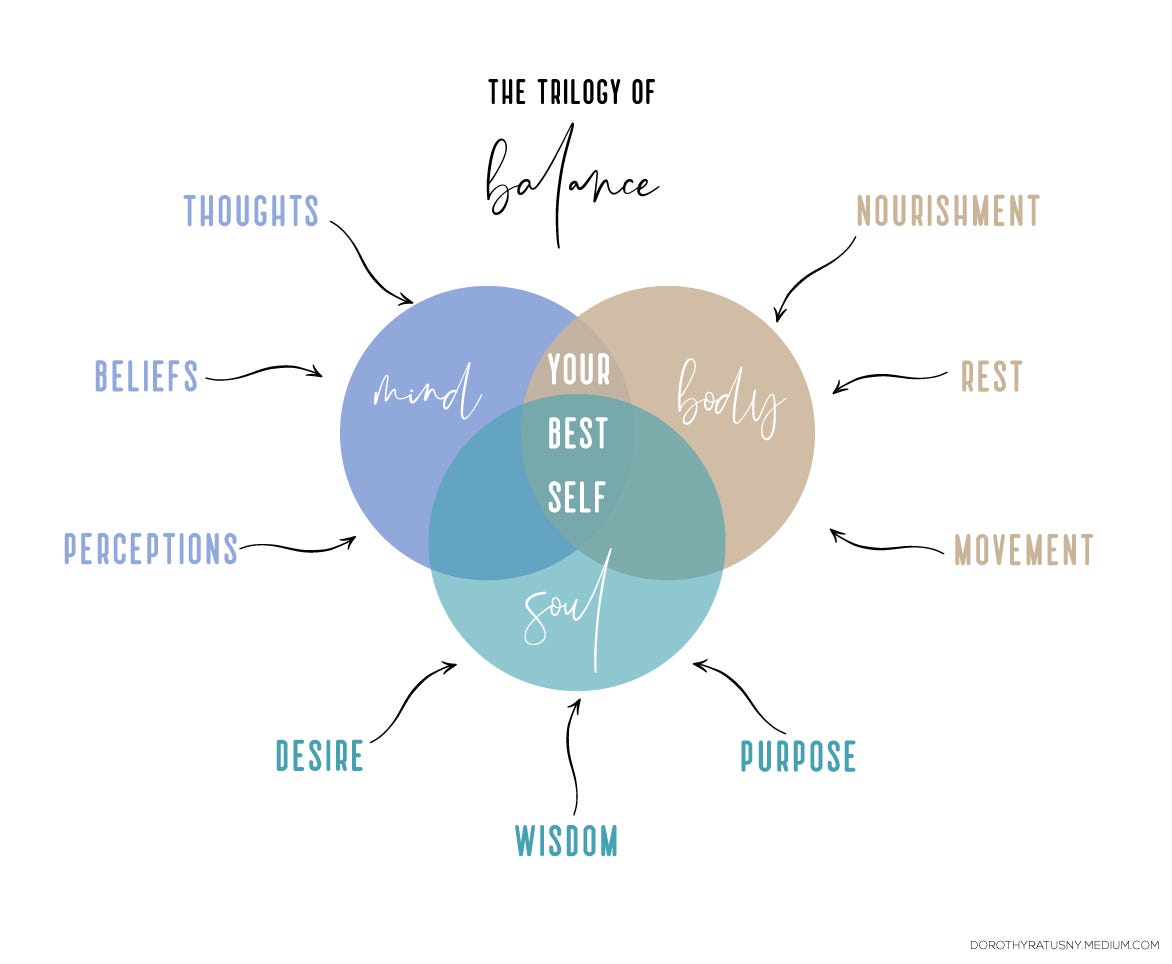 THE TRILOGY OF
balance
THOUGHTS
NOURISHMENT
BELIEFS
mind
YOUR
BEST
SELF
body
REST
PERCEPTIONS
MOVEMENT
soul
DESIRE
PURPOSE
WISDOM
DOROTHYRATUSNY.MEDIUM.COM